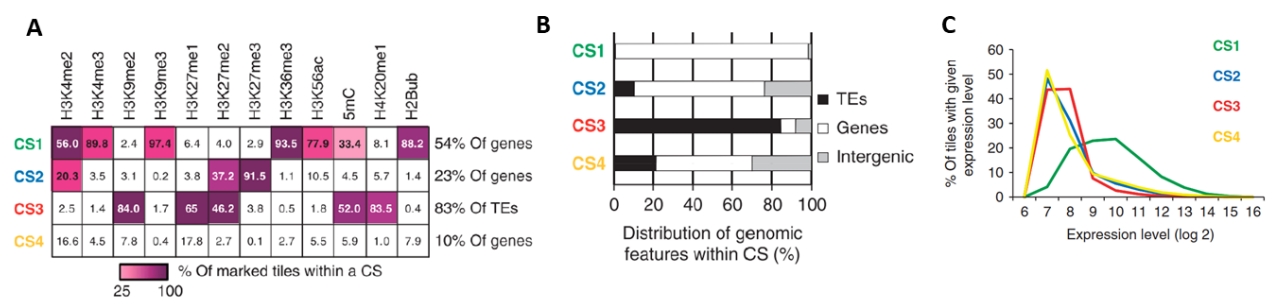 A
H3K4me2
H3K4me3
H3K9me2
H3K9me3
H3K27me1
H3K27me2
H3K27me3
H3K36me3
H3K56ac
5mC
H4K20me1
H2Bub
CS1 56.0 89.8 2.4 97.4 6.4 4.0 2.9 93.5 77.9 33.4 8.1 88.2 54% Of genes
CS2 20.3 3.5 3.1 0.2 3.8 37.2 91.5 1.1 10.5 4.5 5.7 1.4 23% Of genes
CS3 2.5 1.4 84.0 1.7 65 46.2 3.8 0.5 1.8 52.0 83.5 0.4 83% Of TEs
CS4 16.6 4.5 7.8 0.4 17.8 2.7 0.1 2.7 5.5 5.9 1.0 7.9 10% Of genes
% Of marked tiles within a CS
25 100
B
CS1
CS2
CS3
CS4
TEs
Genes
Intergenic
0 20 40 60 80 100
Distribution of genomic
features within CS (%)
C
% Of tiles with given
expression level
60
50
40
30
20
10
0
6 7 8 9 10 11 12 13 14 15 16
Expression level (log 2)
CS1
CS2
CS3
CS4